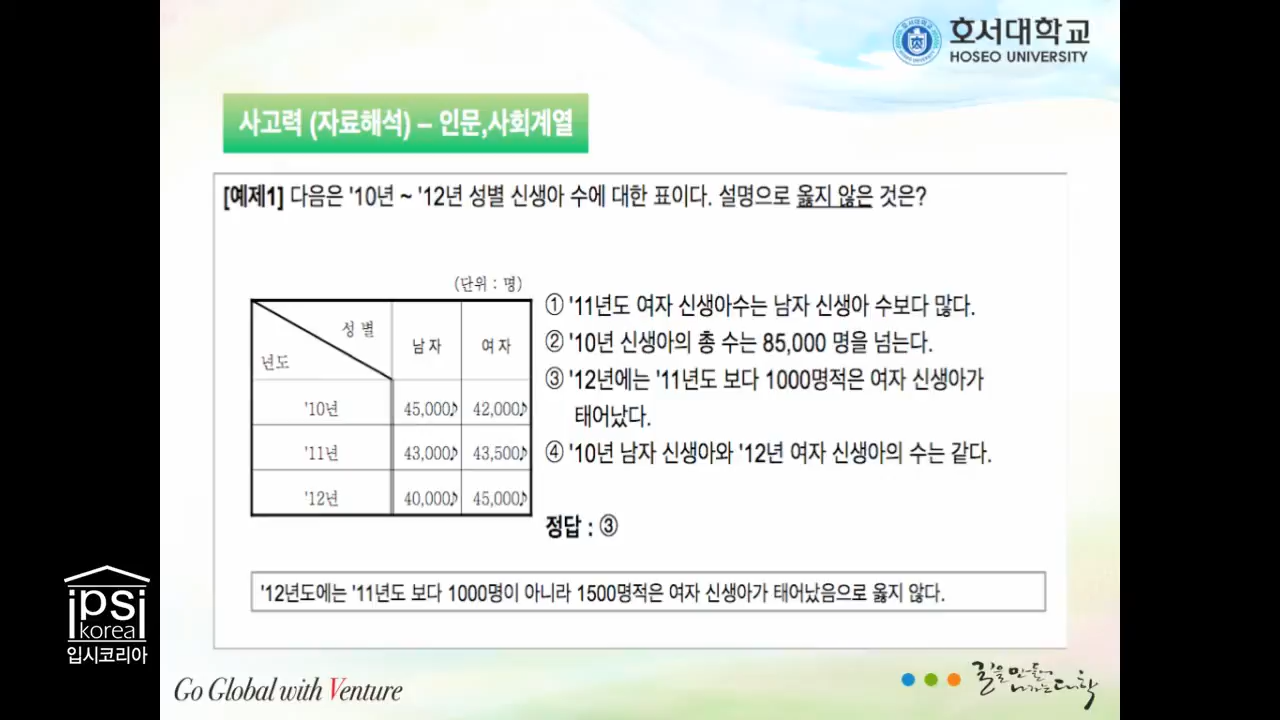 호서대학교
HOSEO UNIVERSITY
사고력 (자료해석) – 인문,사회계열
[예제1] 다음은 '10년 ~ '12년 성별 신생아 수에 대한 표이다. 설명으로 옳지 않은 것은?
(단위 : 명)
성 별
년도
남 자
여 자
'10년 45,000♪ 42,000♪
'11년 43,000♪ 43,500♪
'12년 40,000♪ 45,000♪
① '11년도 여자 신생아수는 남자 신생아 수보다 많다.
② '10년 신생아의 총 수는 85,000 명을 넘는다.
③ '12년에는 '11년도 보다 1000명적은 여자 신생아가
태어났다.
④ '10년 남자 신생아와 '12년 여자 신생아의 수는 같다.
정답 : ③
'12년도에는 '11년도 보다 1000명이 아니라 1500명적은 여자 신생아가 태어났음으로 옳지 않다.
ipsi
korea
입시코리아
Go Global with Venture
꿈을 만들어
나가는 대학